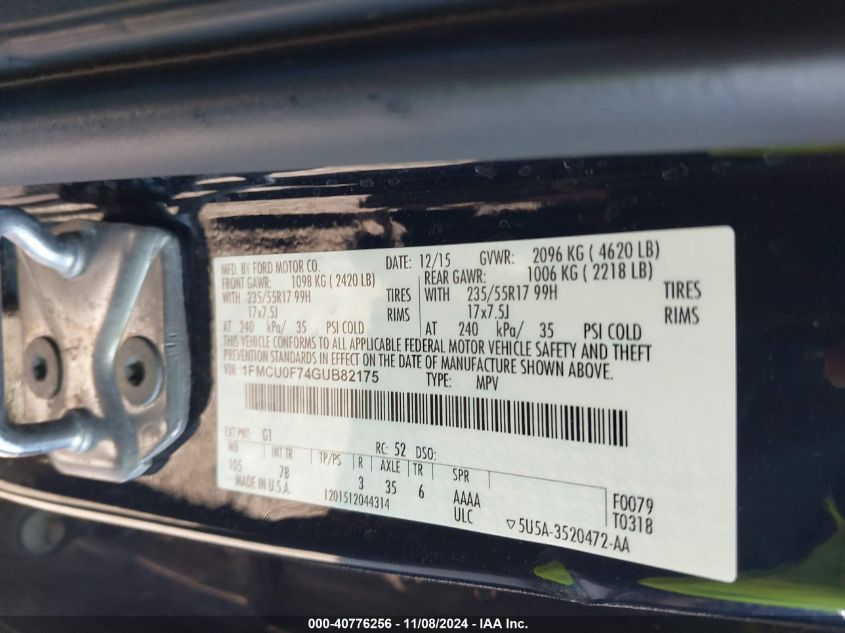 MFD. BY FORD MOTOR CO. DATE: 12/15 GVWR: 2096 KG ( 4620 LB)
FRONT GAWR: 1098 KG ( 2420 LB) REAR GAWR: 1006 KG ( 2218 LB)
WITH 235/55R17 99H TIRES WITH 235/55R17 99H TIRES
17x7.5J RIMS 17x7.5J RIMS
AT 240 kPa/ 35 PSI COLD AT 240 kPa/ 35 PSI COLD
THIS VEHICLE CONFORMS TO ALL APPLICABLE FEDERAL MOTOR VEHICLE SAFETY AND THEFT
PREVENTION STANDARDS IN EFFECT ON THE DATE OF MANUFACTURE SHOWN ABOVE.
VIN: 1FMCU0F74GUB82175 TYPE: MPV
EXT PNT: G1 RC: 52 DSO:
WB INT TR TP/PS R AXLE TR SPR
105 7B 3 35 6 AAAA F0079
MADE IN U.S.A. 1201512044314 ULC T0318
▽5U5A-3520472-AA
000-40776256 - 11/08/2024 - IAA Inc.